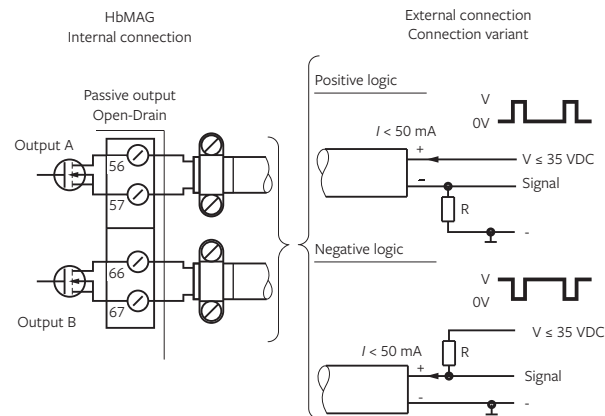 HbMAG
Internal connection
External connection
Connection variant
Passive output
Open-Drain
Output A
56
57
66
67
Output B
Positive logic
V
0V
I < 50 mA
+
V ≤ 35 VDC
-
Signal
R
-
Negative logic
V
0V
V ≤ 35 VDC
I < 50 mA
R
+
Signal
-
-